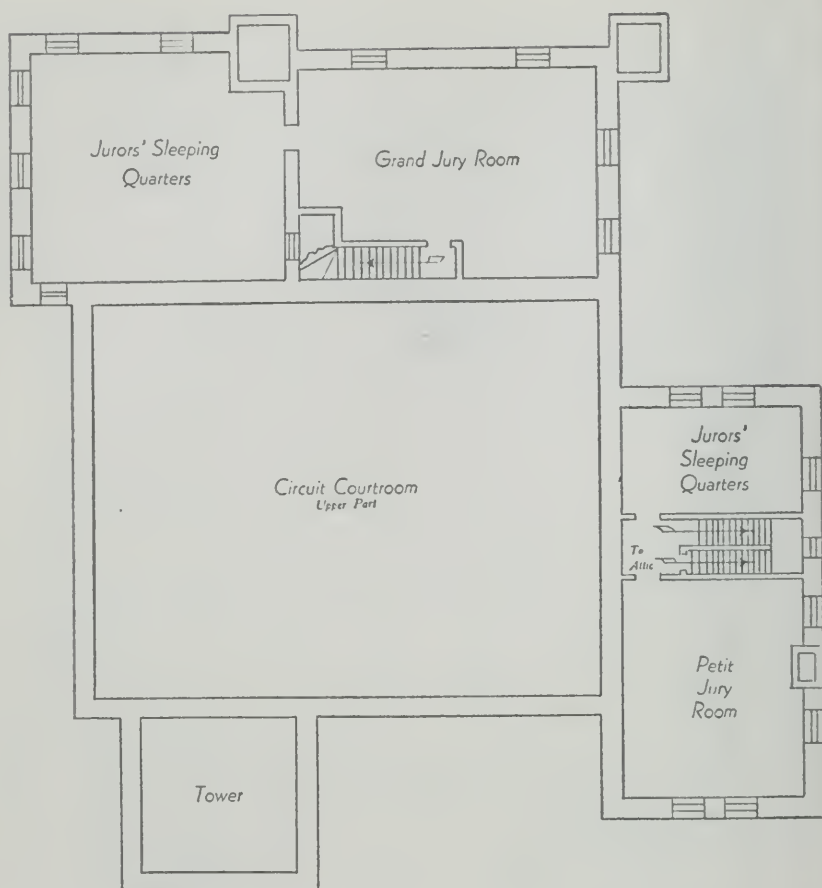 Jurors' Sleeping
Quarters
Grand Jury Room
Circuit Courtroom
Upper Part
Jurors'
Sleeping
Quarters
To
Attic
Petit
Jury
Room
Tower